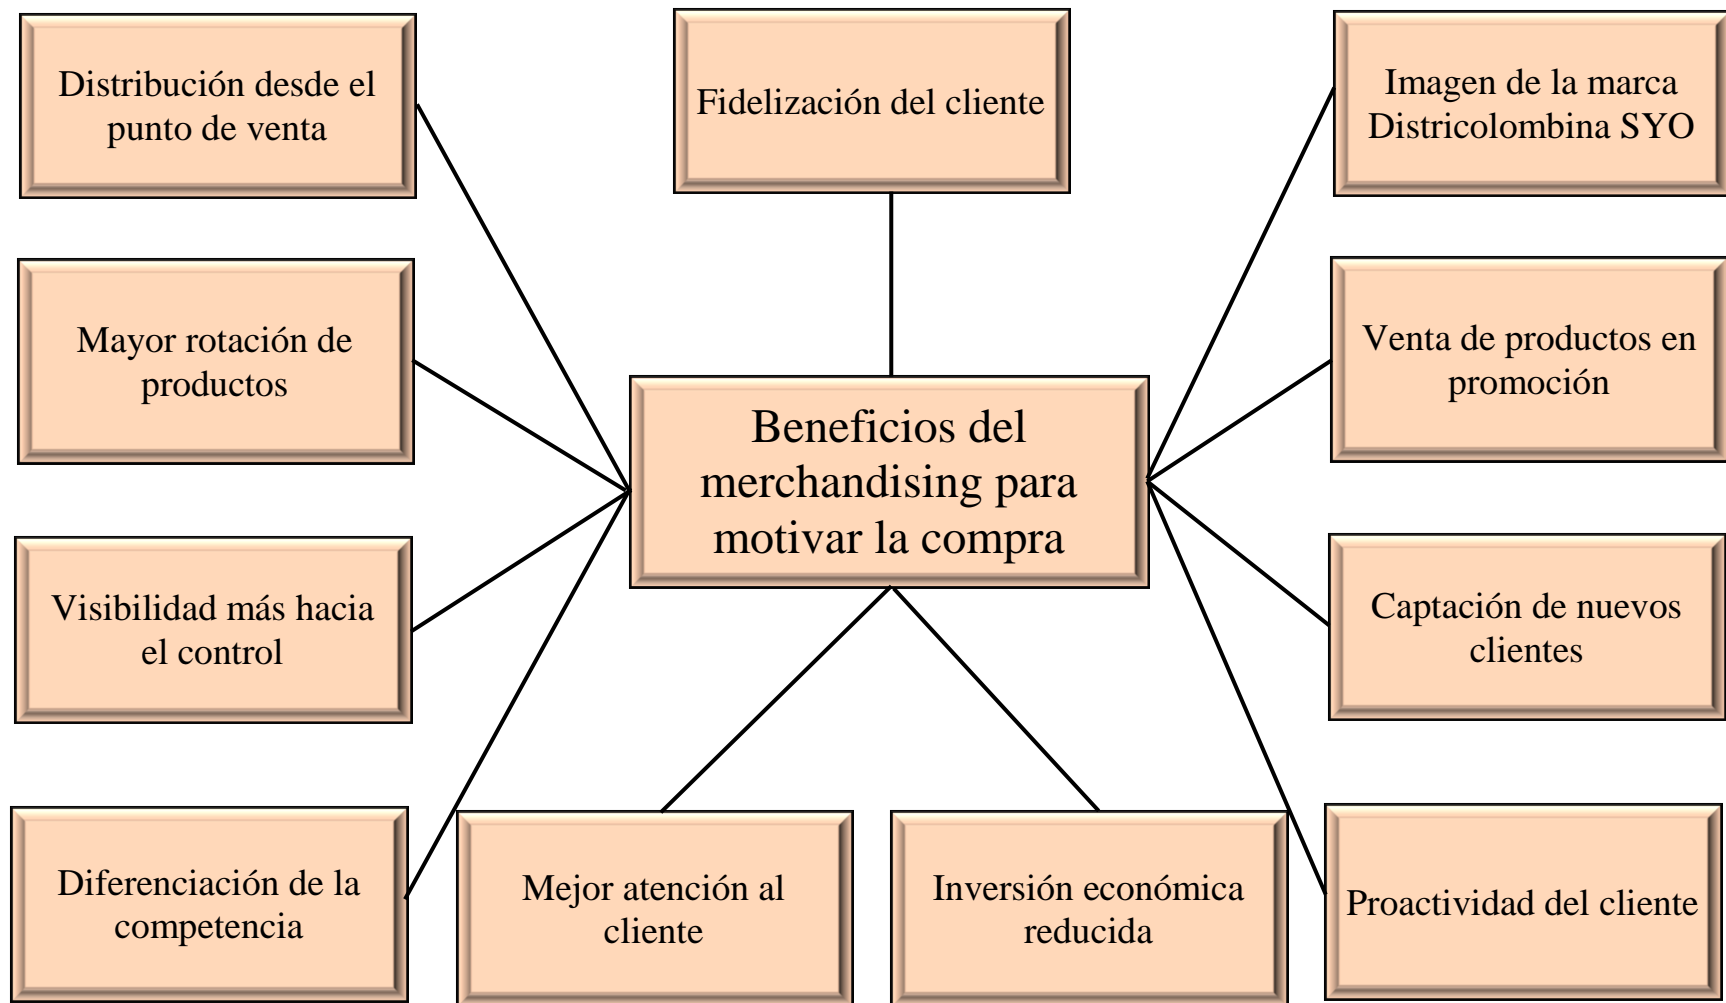 Distribución desde el
punto de venta
Fidelización del cliente
Imagen de la marca
Districolombina SYO
Mayor rotación de
productos
Venta de productos en
promoción
Beneficios del
merchandising para
motivar la compra
Visibilidad más hacia
el control
Captación de nuevos
clientes
Diferenciación de la
competencia
Mejor atención al
cliente
Inversión económica
reducida
Proactividad del cliente